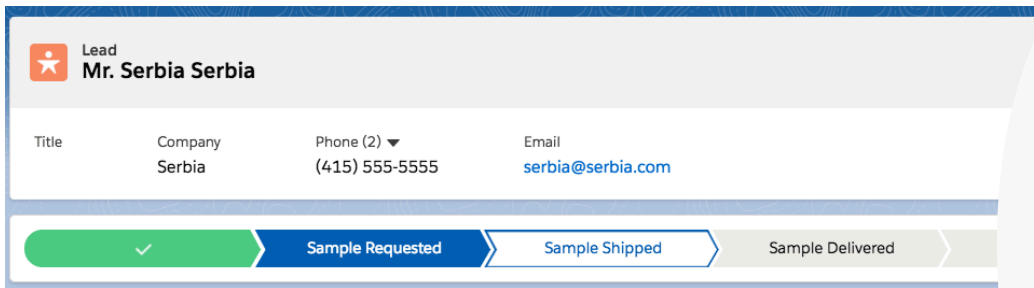 Lead
Mr. Serbia Serbia
Title
Company
Phone (2)
Email
Serbia
(415) 555-5555
serbia@serbia.com
Sample Requested
Sample Shipped
Sample Delivered